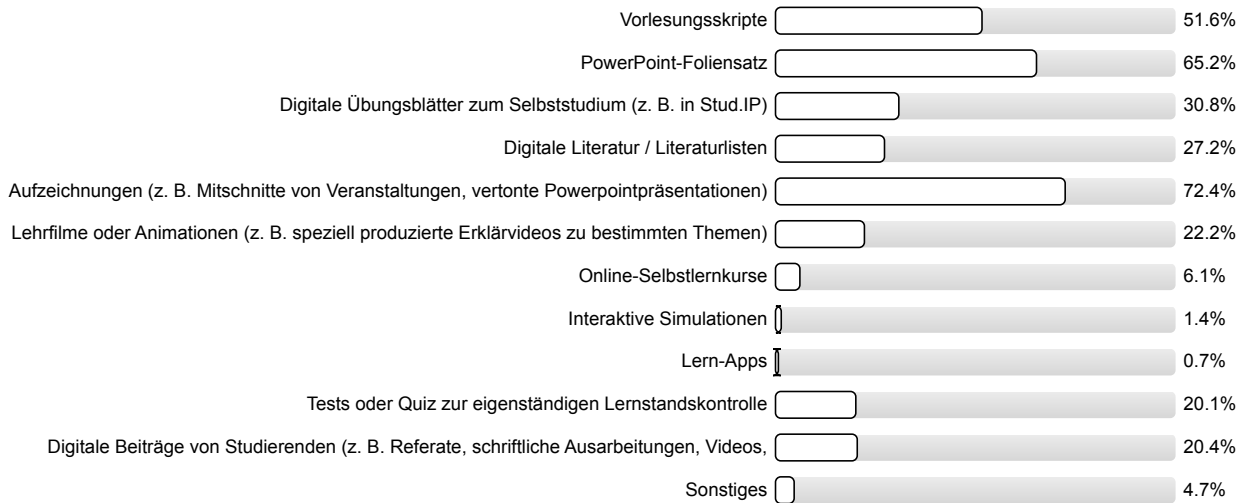 Vorlesungsskripte 51.6%
PowerPoint-Foliensatz 65.2%
Digitale Übungsblätter zum Selbststudium (z. B. in Stud.IP) 30.8%
Digitale Literatur / Literaturlisten 27.2%
Aufzeichnungen (z. B. Mitschnitte von Veranstaltungen, vertonte Powerpointpräsentationen) 72.4%
Lehrfilme oder Animationen (z. B. speziell produzierte Erklärvideos zu bestimmten Themen) 22.2%
Online-Selbstlernkurse 6.1%
Interaktive Simulationen 1.4%
Lern-Apps 0.7%
Tests oder Quiz zur eigenständigen Lernstandskontrolle 20.1%
Digitale Beiträge von Studierenden (z. B. Referate, schriftliche Ausarbeitungen, Videos, 20.4%
Sonstiges 4.7%